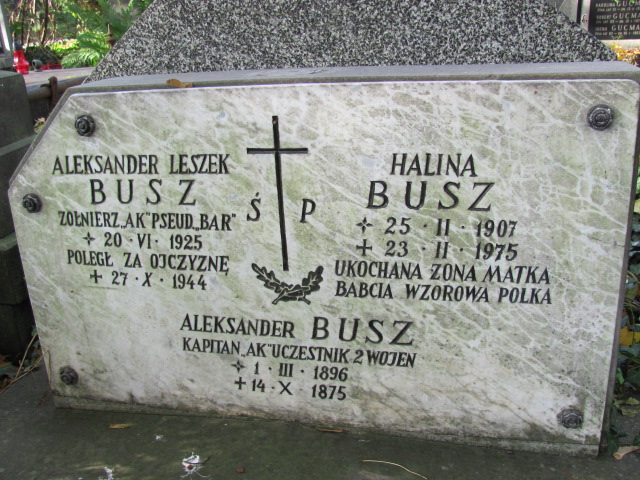 ALEKSANDER LESZEK
BUSZ
ŻOŁNIERZ „AK" PSEUD. „BAR"
20 · VI · 1925
POLEGŁ ZA OJCZYZNĘ
27 · X · 1944
Ś P
HALINA
BUSZ
25 · II · 1907
23 · II · 1975
UKOCHANA ŻONA MATKA
BABCIA WZOROWA POLKA
ALEKSANDER BUSZ
KAPITAN „AK" UCZESTNIK 2 WOJEN
1 · III · 1896
14 · X · 1875
GUCMA